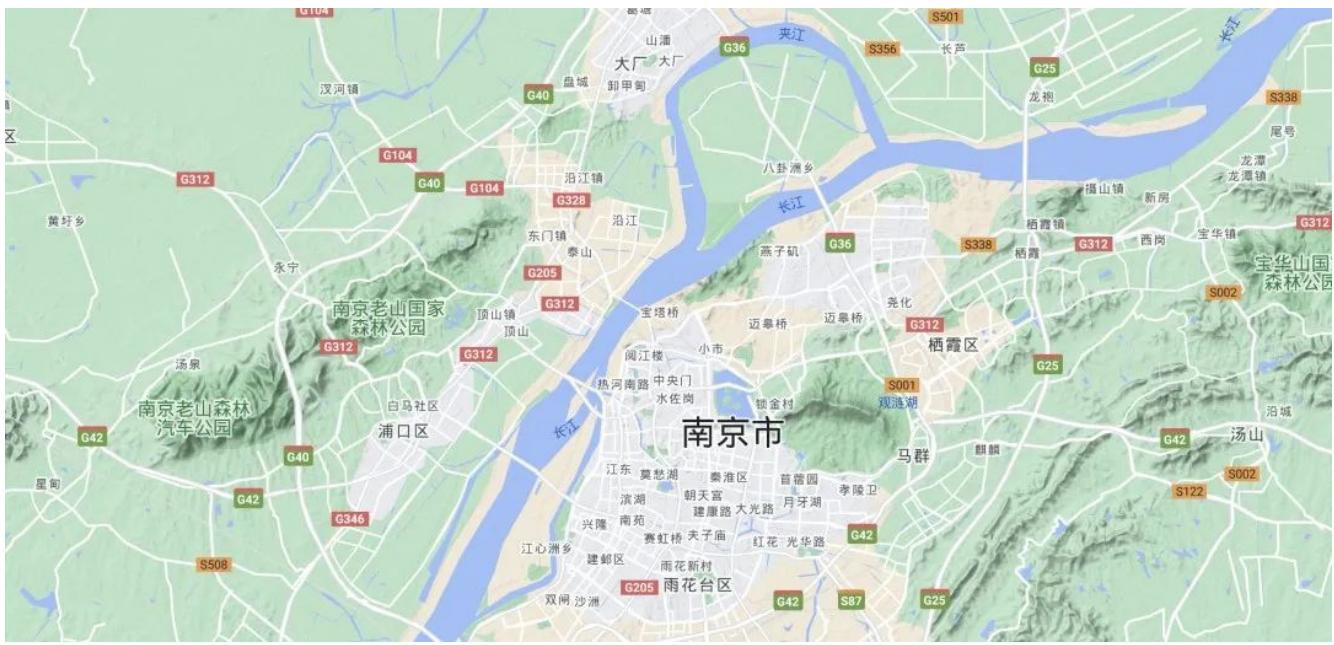 G104
葛塘
S501
长江
山潘
夹江
G36
S356
长芦
大厂
大厂
G25
盘城
卸甲甸
汊河镇
G40
龙袍
S338
区
尾号
G104
八卦洲乡
龙潭
G312
G40
G104
沿江镇
龙潭镇
摄山镇
新房
G328
长江
黄圩乡
沿江
栖霞镇
G312
东门镇
宝华镇
燕子矶
G36
S338
G312
西岗
泰山
栖霞
永宁
G205
宝华山国
森林公园
S002
南京老山国家
森林公园
G312
尧化
顶山镇
宝塔桥
迈皋桥
迈皋桥
G312
顶山
栖霞区
G312
G312
阅江楼
小市
汤泉
G25
热河南路
中央门
S001
水佐岗
锁金村
观涟湖
南京老山森林
汽车公园
白马社区
沿城
长江
南京市
浦口区
G42
G42
汤山
G40
马群
麒麟
江东
莫愁湖
秦淮区
苜蓿园
S002
星甸
孝陵卫
S122
G42
滨湖
朝天宫
月牙湖
建康路
大光路
G346
兴隆
南苑
赛虹桥
夫子庙
G42
红花
光华路
江心洲乡
建邺区
S508
雨花新村
G205
雨花台区
双闸
沙洲
G42
S87
G25